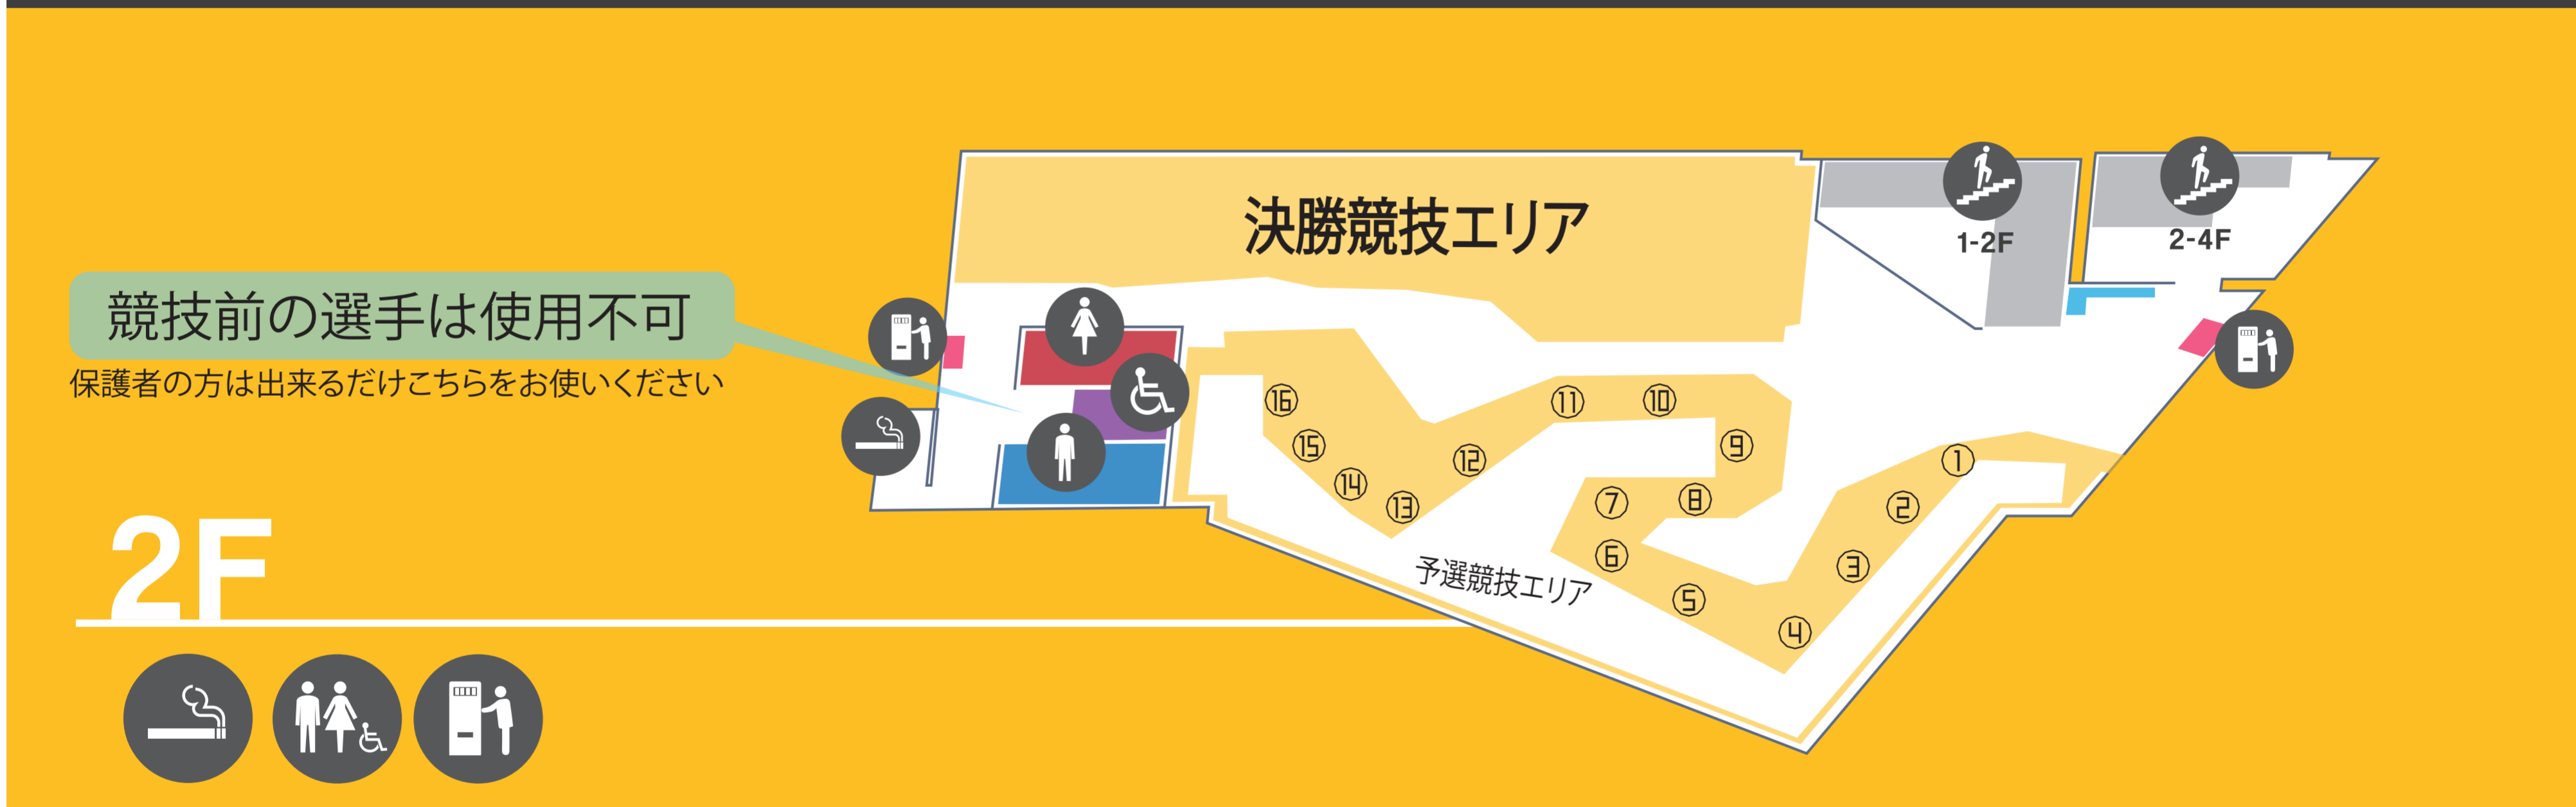 決勝競技エリア
1-2F
2-4F
競技前の選手は使用不可
保護者の方は出来るだけこちらをお使いください
⑯
⑪
⑩
⑮
⑫
⑨
①
⑭
⑬
⑦
⑧
②
⑥
③
予選競技エリア
⑤
④
2F